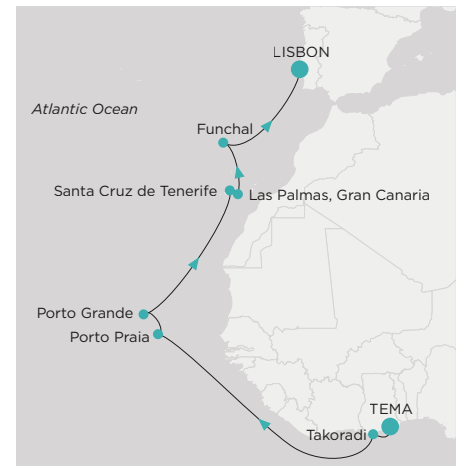 LISBON
Atlantic Ocean
Funchal
Santa Cruz de Tenerife
Las Palmas, Gran Canaria
Porto Grande
Porto Praia
TEMA
Takoradi